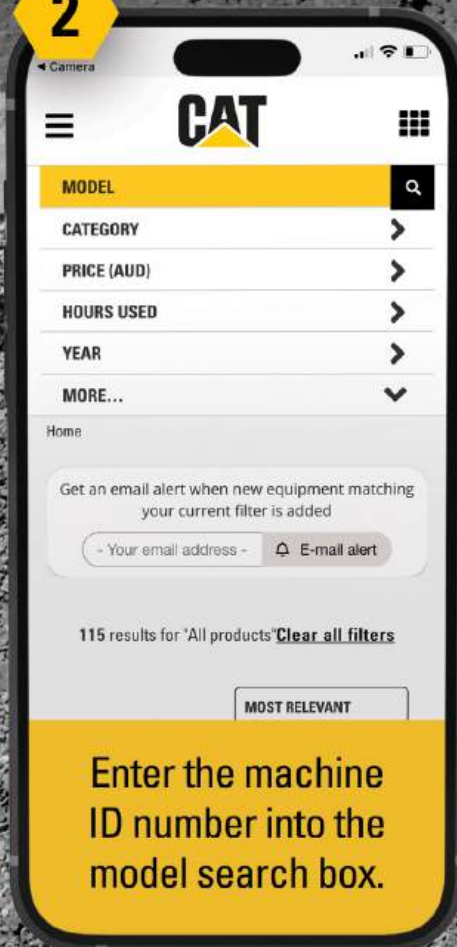 2
Camera
CAT
MODEL
CATEGORY
PRICE (AUD)
HOURS USED
YEAR
MORE...
Home
Get an email alert when new equipment matching
your current filter is added
- Your email address -
E-mail alert
115 results for "All products"Clear all filters
MOST RELEVANT
Enter the machine
ID number into the
model search box.